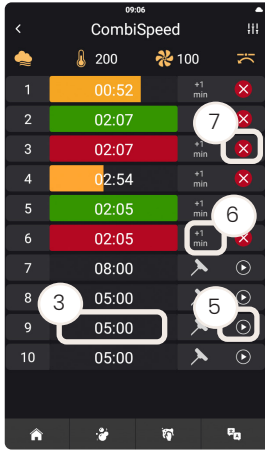 09:06
CombiSpeed
200 100
1 00:52 +1 min
2 02:07 7
3 02:07 +1 min
4 02:54 +1 min
5 02:05 +1 min 6
6 02:05 +1 min
7 08:00
8 3 05:00 5
9 05:00
10 05:00